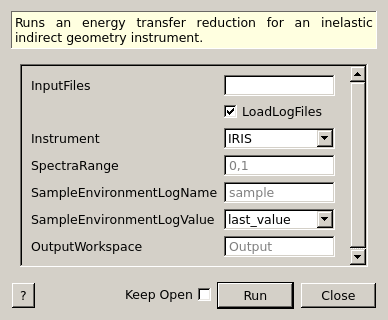 Runs an energy transfer reduction for an inelastic
indirect geometry instrument.
InputFiles
LoadLogFiles
Instrument IRIS
SpectraRange 0,1
SampleEnvironmentLogName sample
SampleEnvironmentLogValue last_value
OutputWorkspace Output
? Keep Open Run Close